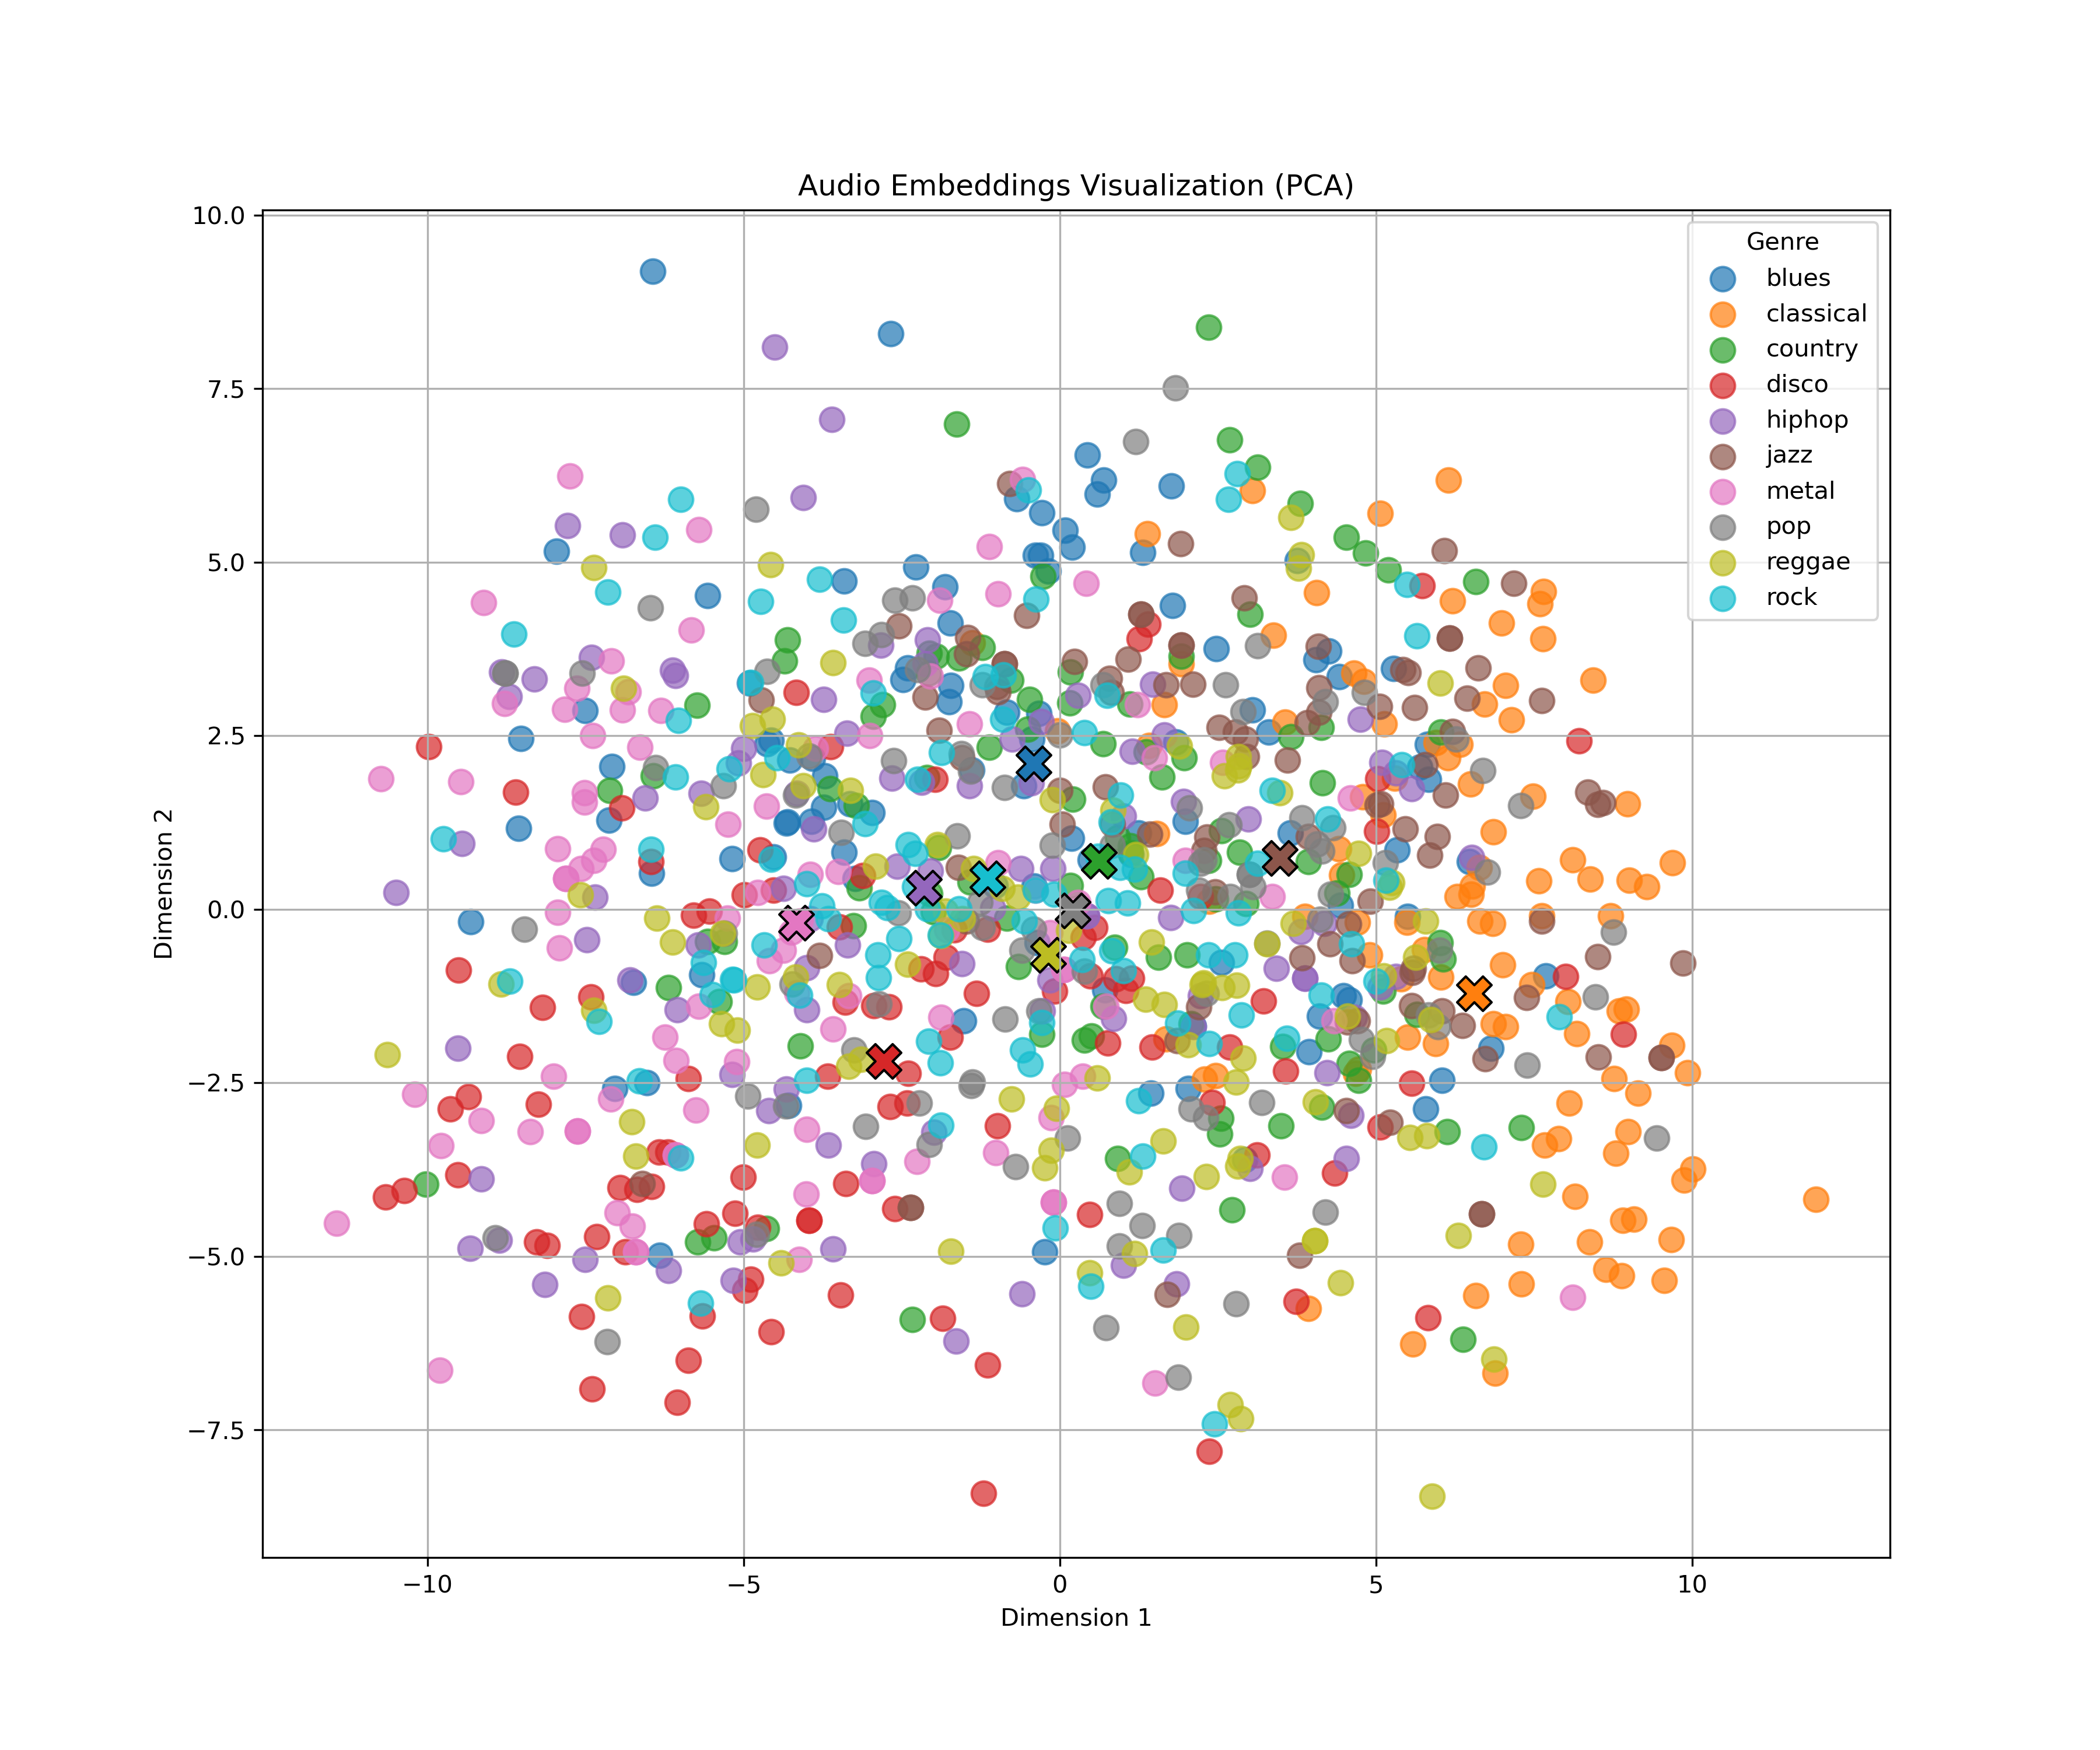 Audio Embeddings Visualization (PCA)
10.0
7.5
5.0
2.5
0.0
−2.5
−5.0
−7.5
Dimension 2
−10
−5
0
5
10
Dimension 1
Genre
blues
classical
country
disco
hiphop
jazz
metal
pop
reggae
rock